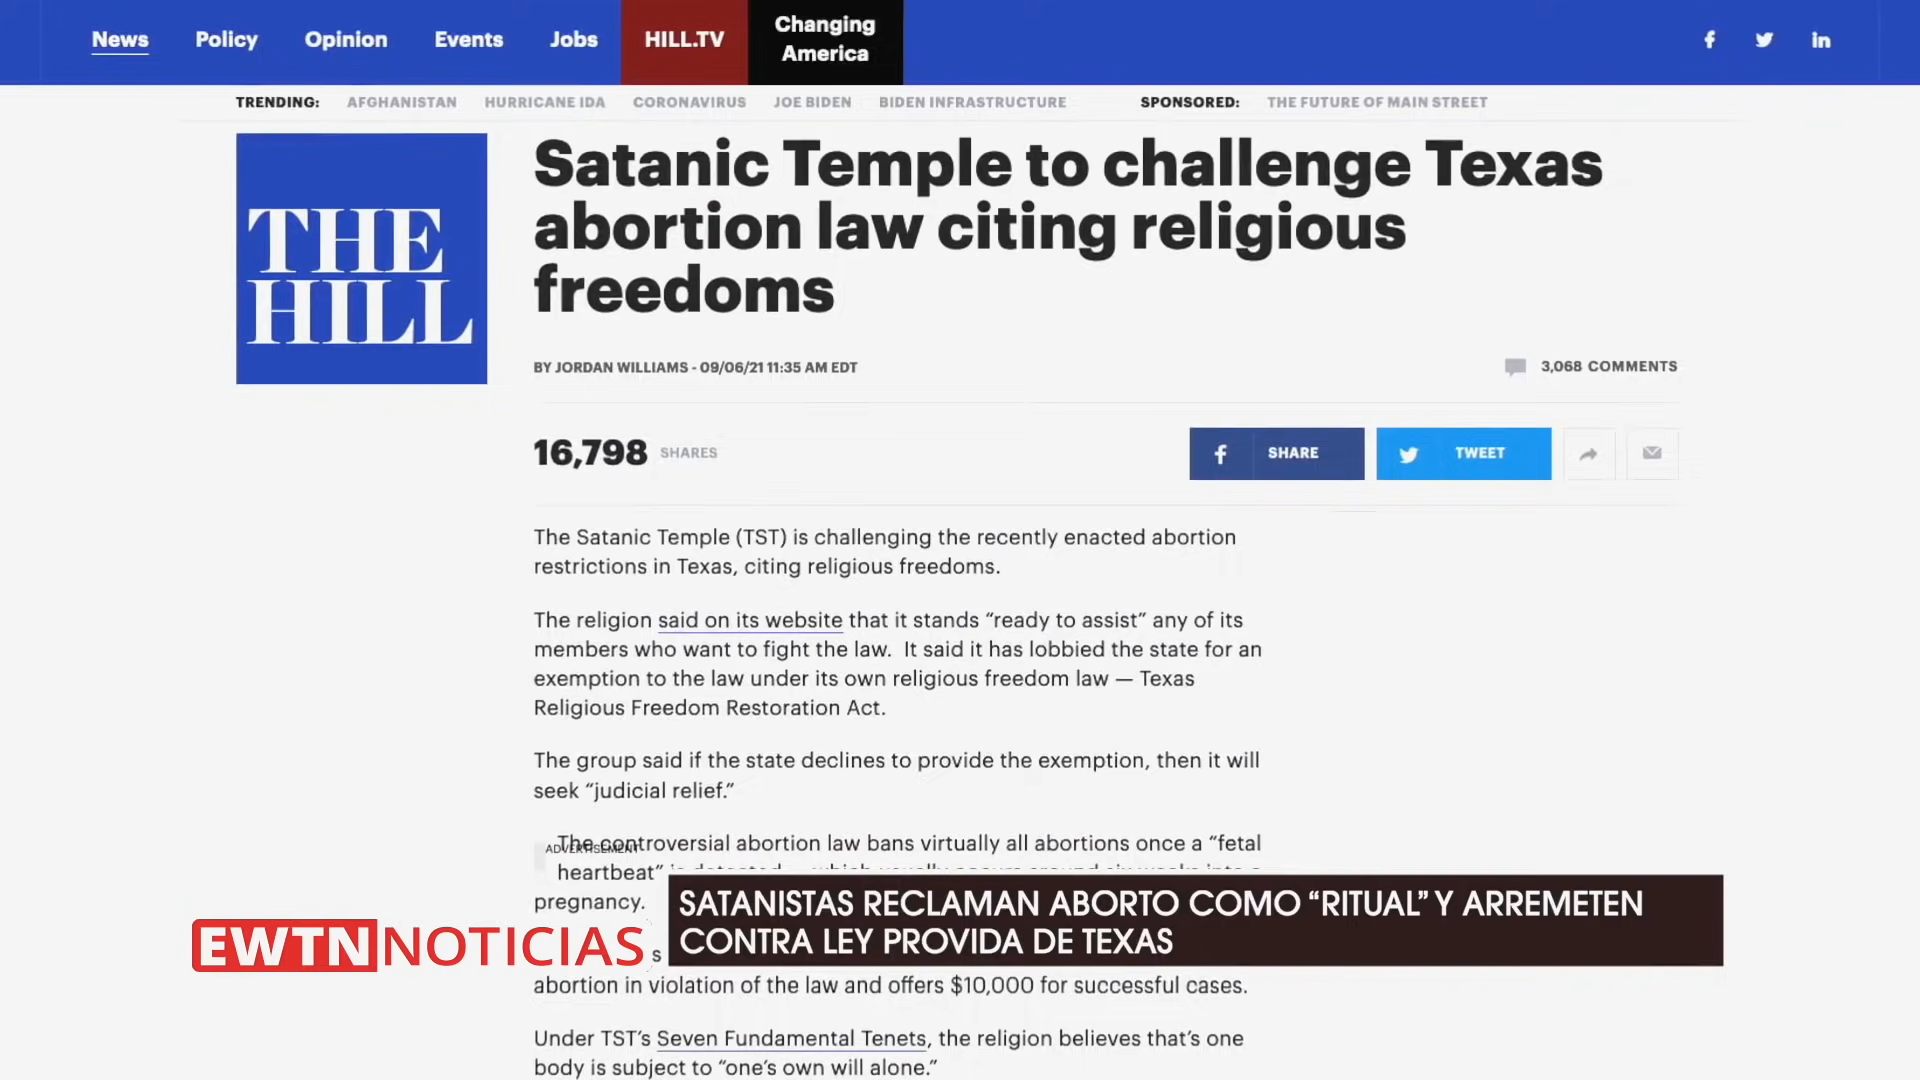 News Policy Opinion Events Jobs HILL.TV Changing
America
TRENDING: AFGHANISTAN HURRICANE IDA CORONAVIRUS JOE BIDEN BIDEN INFRASTRUCTURE SPONSORED: THE FUTURE OF MAIN STREET
THE
HILL
Satanic Temple to challenge Texas
abortion law citing religious
freedoms
BY JORDAN WILLIAMS - 09/06/21 11:35 AM EDT
3,068 COMMENTS
16,798 SHARES
SHARE
TWEET
The Satanic Temple (TST) is challenging the recently enacted abortion
restrictions in Texas, citing religious freedoms.
The religion said on its website that it stands “ready to assist” any of its
members who want to fight the law. It said it has lobbied the state for an
exemption to the law under its own religious freedom law — Texas
Religious Freedom Restoration Act.
The group said if the state declines to provide the exemption, then it will
seek “judicial relief.”
ADVERTISEMENT
The controversial abortion law bans virtually all abortions once a “fetal
heartbeat”
pregnancy.
EWTN NOTICIAS
SATANISTAS RECLAMAN ABORTO COMO “RITUAL” Y ARREMETEN
CONTRA LEY PROVIDA DE TEXAS
abortion in violation of the law and offers $10,000 for successful cases.
Under TST’s Seven Fundamental Tenets, the religion believes that’s one
body is subject to “one’s own will alone.”